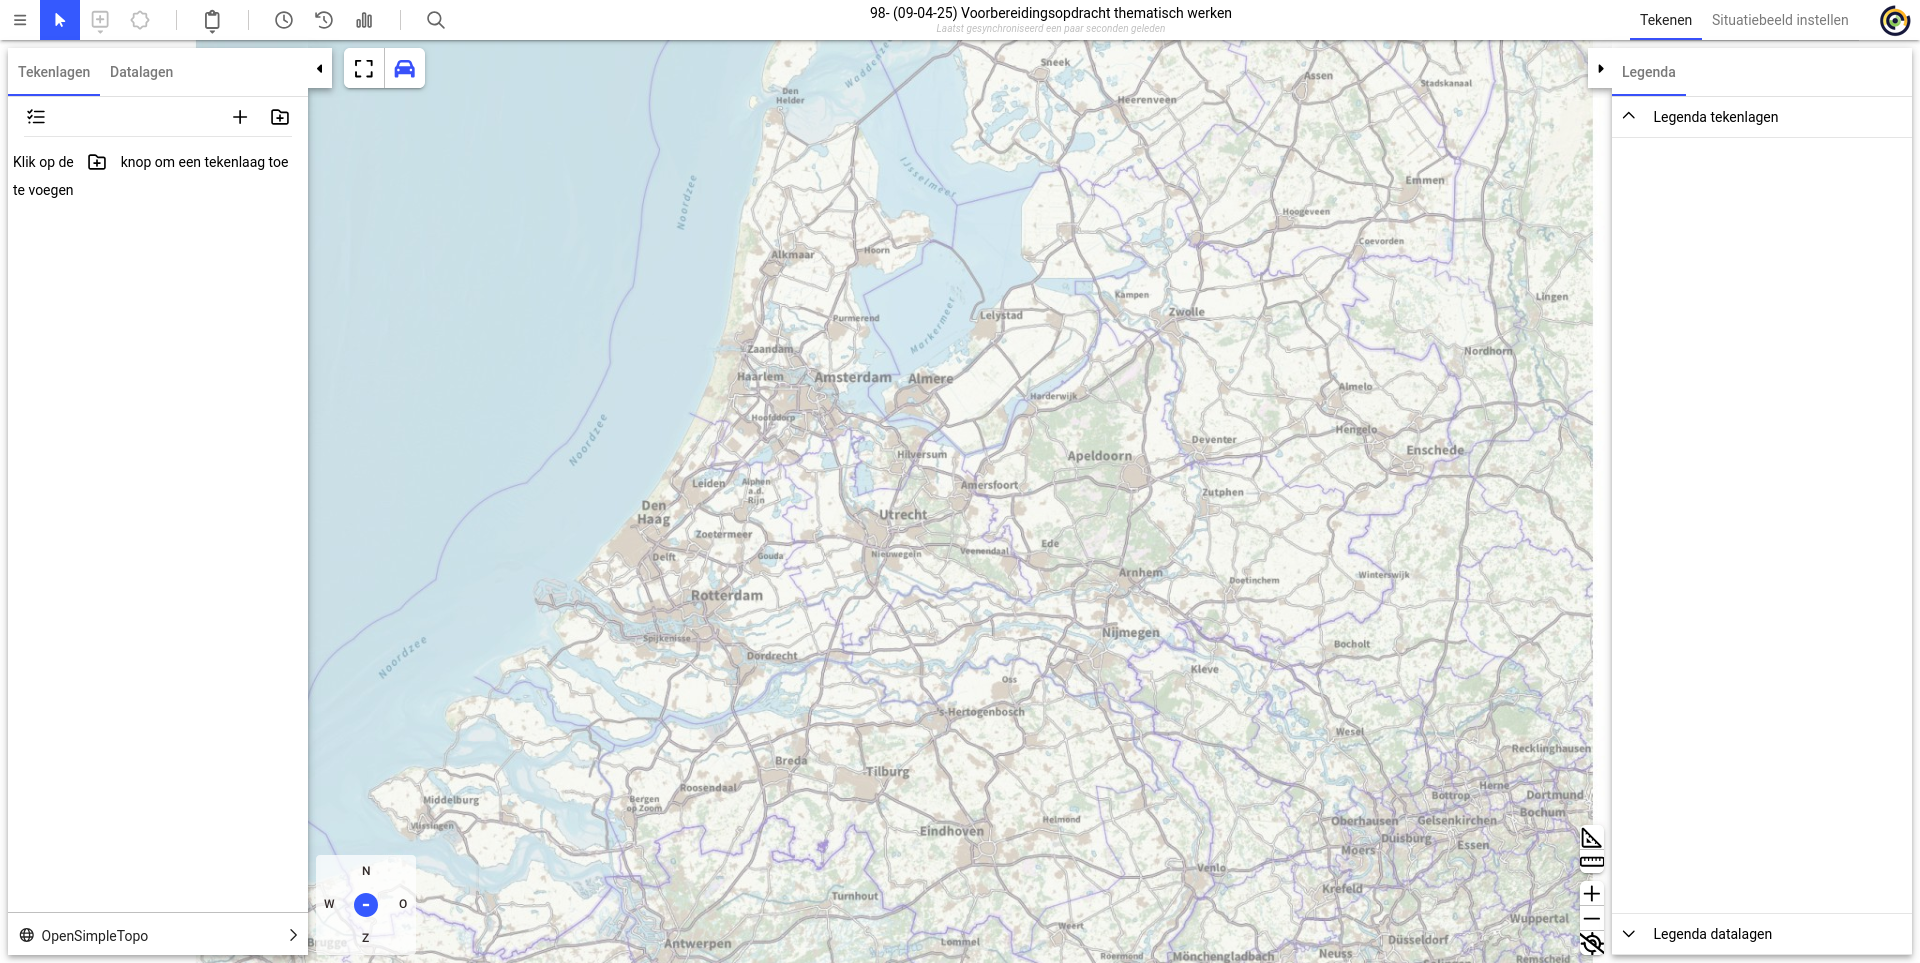 98- (09-04-25) Voorbereidingsopdracht thematisch werken
Laatst gesynchroniseerd een paar seconden geleden
Tekenen
Situatiebeeld instellen
Tekenlagen
Datalagen
Klik op de knop om een tekenlaag toe
te voegen
OpenSimpleTopo
Legenda
Legenda tekenlagen
Legenda datalagen
Sneek
Assen
Stadskanaal
Den
Helder
Heerenveen
IJsselmeer
Emmen
Noordzee
Hoogeveen
Coevorden
Alkmaar
Hoorn
Kampen
Lingen
Zwolle
Lelystad
Purmerend
Markermeer
Zaandam
Nordhorn
Haarlem
Amsterdam
Almere
Almelo
Harderwijk
Hoofddorp
Hengelo
Noordzee
Deventer
Enschede
Hilversum
Apeldoorn
Leiden
Alphen
a.d.
Rijn
Amersfoort
Zutphen
Den
Haag
Utrecht
Zoetermeer
Gouda
Delft
Nieuwegein
Veenendaal
Ede
Arnhem
Doetinchem
Winterswijk
Rotterdam
Spijkenisse
Nijmegen
Noordzee
Dordrecht
Bocholt
Kleve
Oss
's-Hertogenbosch
Wesel
Recklinghausen
Breda
Tilburg
Roosendaal
Herne
Bottrop
Dortmund
Middelburg
Bergen
op Zoom
Bochum
Vlissingen
Helmond
Oberhausen
Gelsenkirchen
Eindhoven
Duisburg
Essen
Moers
Venlo
Krefeld
Turnhout
Wuppertal
Weert
Antwerpen
Lommel
Düsseldorf
Roermond
Mönchengladbach
Neuss
Remscheid
Brugge
N
W
-
O
Z